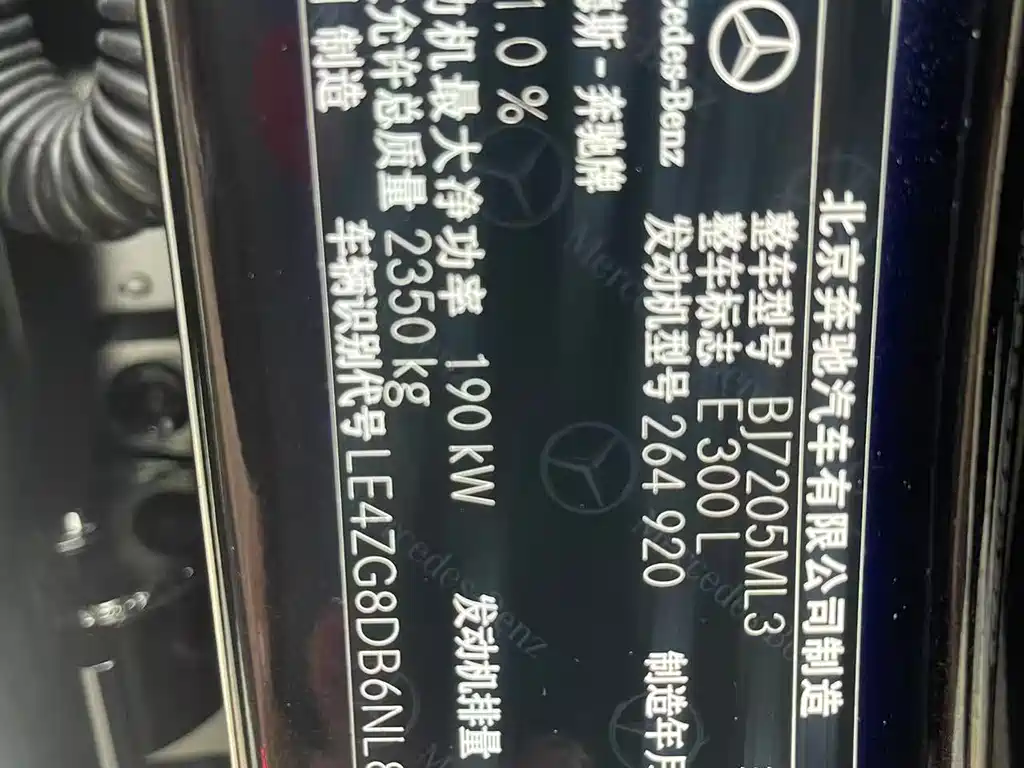 北京奔驰汽车有限公司制造
整车型号 BJ7205ML3
整车标志 E 300 L
cedes-Benz 发动机型号 264 920 制造年月
斯-奔驰牌
1.0 %
动机最大净功率 190 kW 发动机排量
允许总质量 2350 kg
制造 车辆识别代号 LE4ZG8DB6NL8